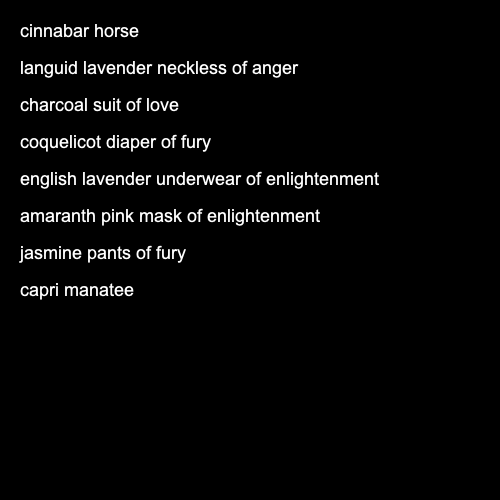 cinnabar horse
languid lavender neckless of anger
charcoal suit of love
coquelicot diaper of fury
english lavender underwear of enlightenment
amaranth pink mask of enlightenment
jasmine pants of fury
capri manatee